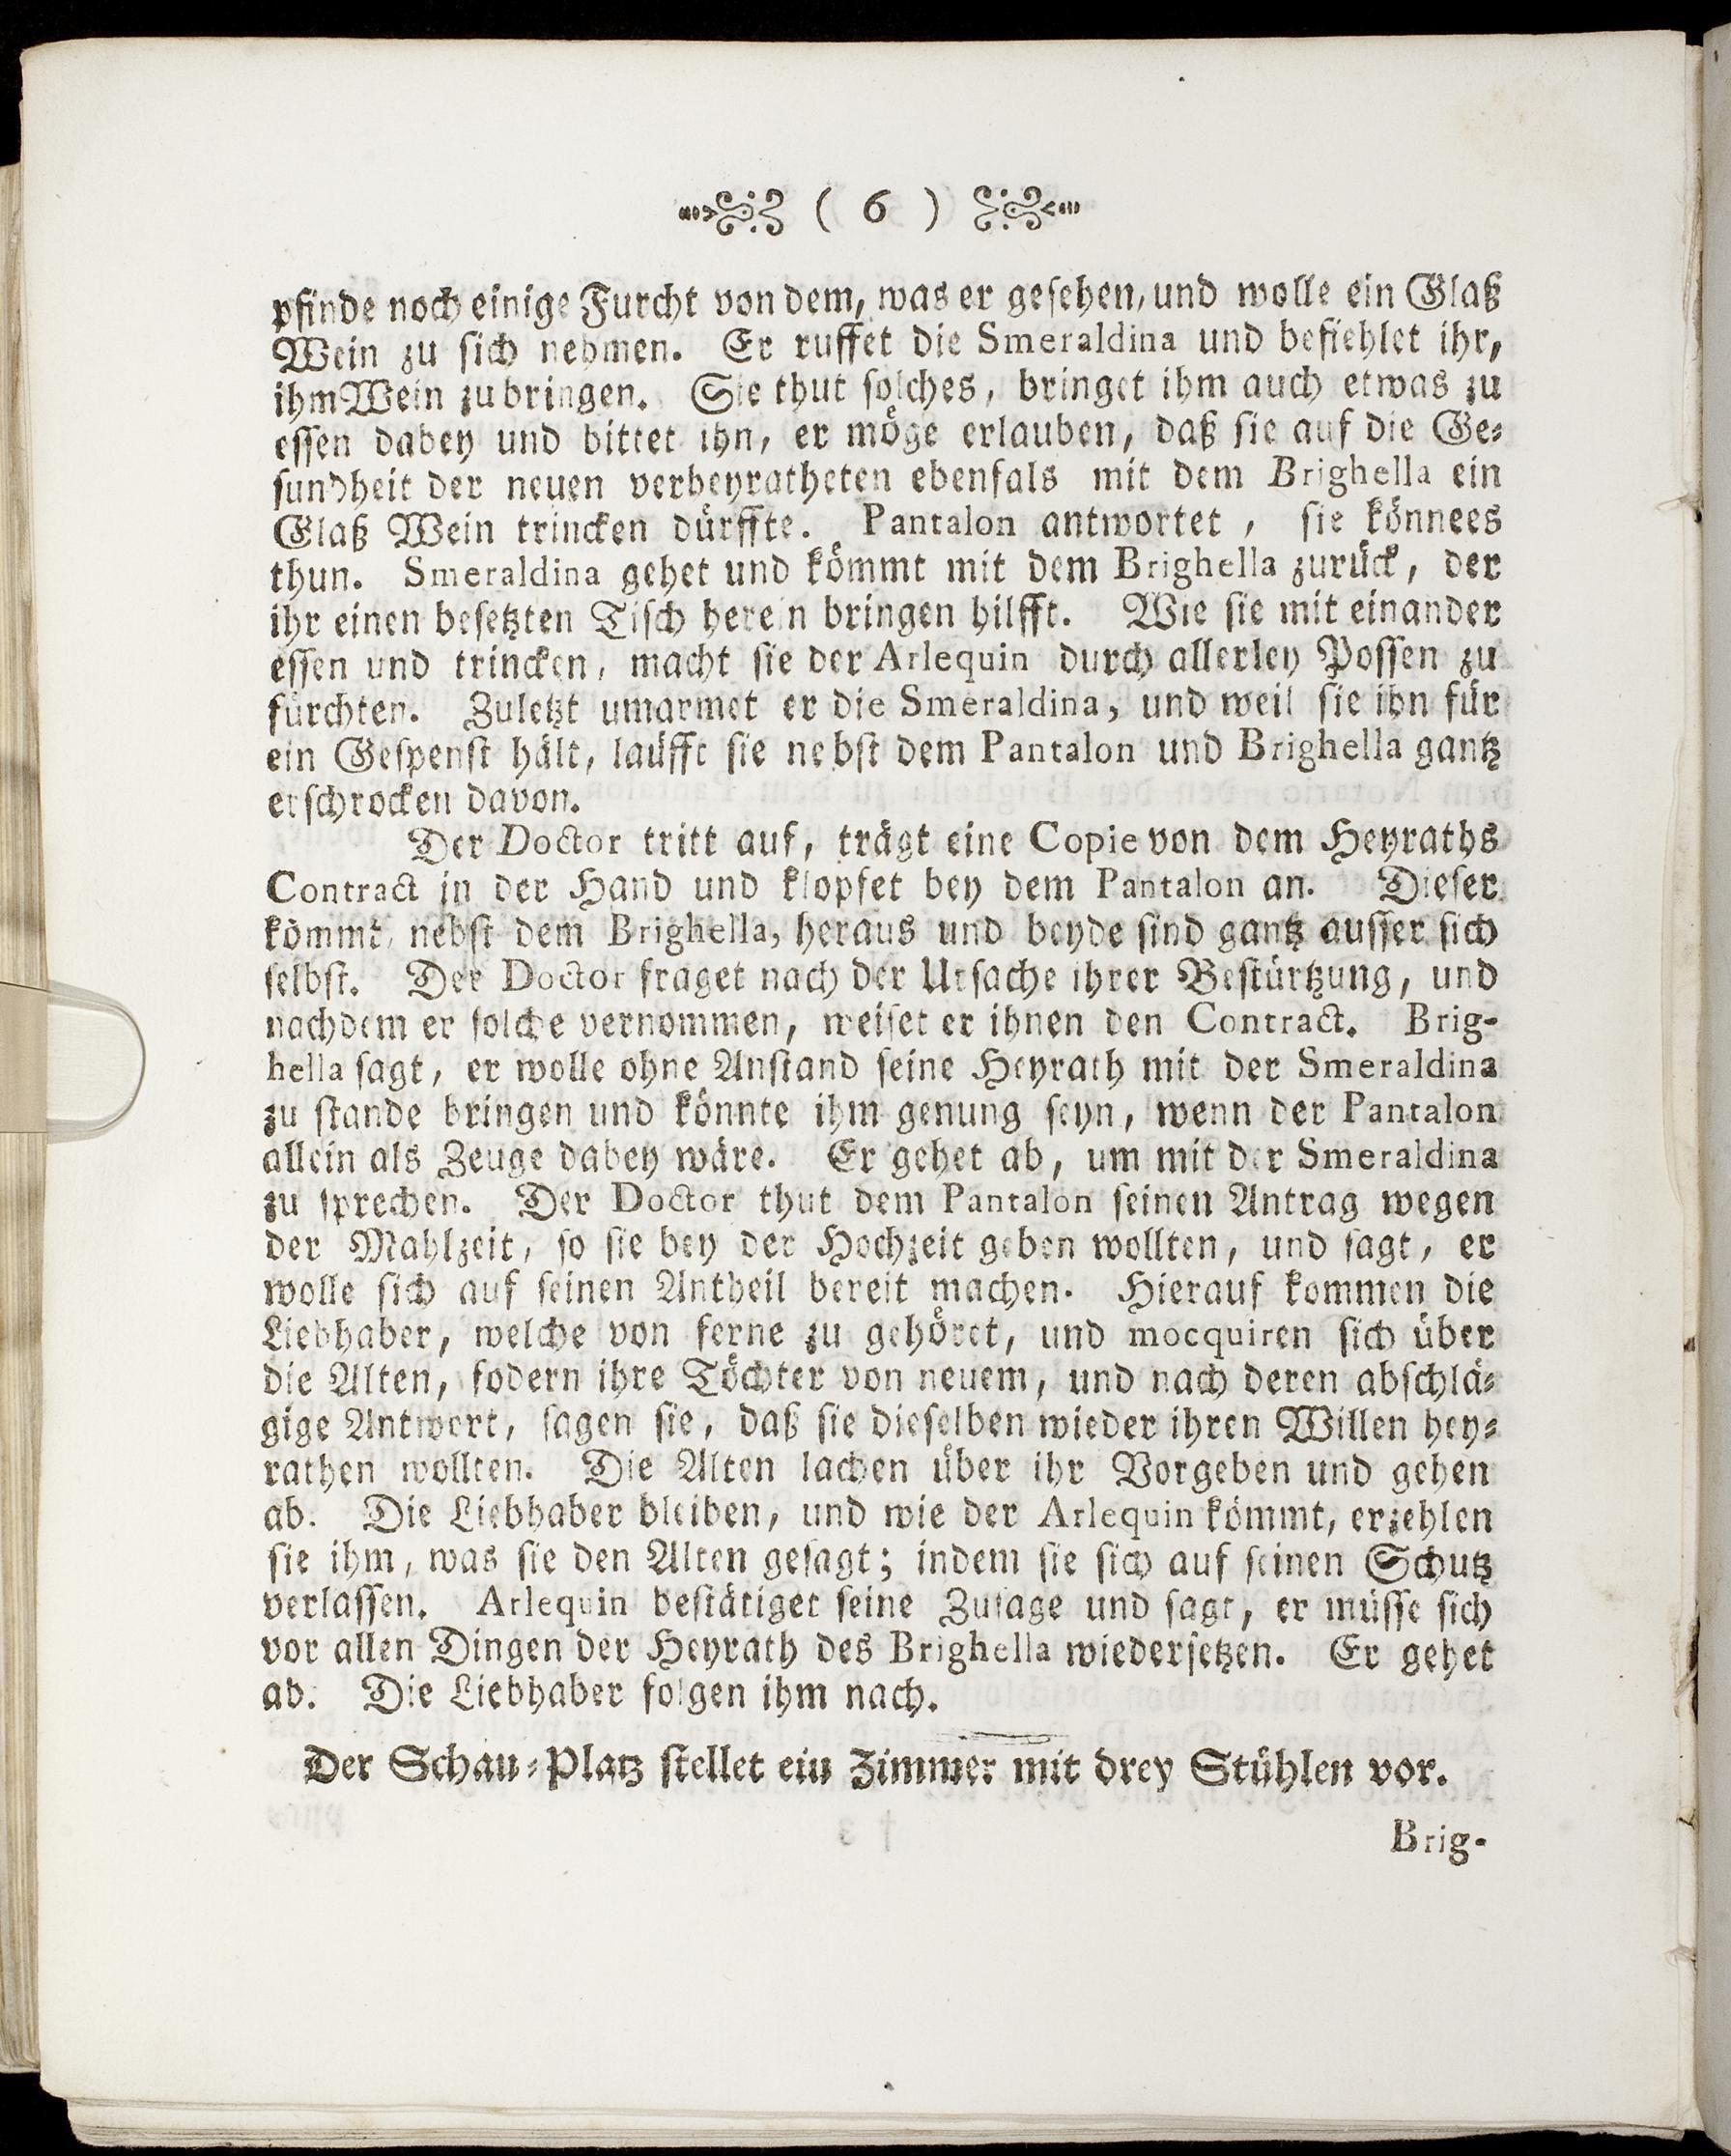 ( 6 )
pfinde noch einige Furcht von dem, was er gesehen, und wolle ein Glaß
Wein zu sich nehmen. Er ruffet die Smeraldina und befiehlet ihr,
ihm Wein zu bringen. Sie thut solches, bringet ihm auch etwas zu
essen dabey und bittet ihn, er möge erlauben, daß sie auf die Ge-
sundheit der neuen verheyratheten ebenfals mit dem Brighella ein
Glaß Wein trincken dürffte. Pantalon antwortet, sie könnees
thun. Smeraldina gehet und kömmt mit dem Brighella zurück, der
ihr einen besetzten Tisch herein bringen hilfft. Wie sie mit einander
essen und trincken, macht sie der Arlequin durch allerley Possen zu
fürchten. Zuletzt umarmet er die Smeraldina, und weil sie ihn für
ein Gespenst hält, laüfft sie nebst dem Pantalon und Brighella gantz
erschrocken davon.
Der Doctor tritt auf, trägt eine Copie von dem Heyraths
Contract in der Hand und klopfet bey dem Pantalon an. Dieser
kömmt, nebst dem Brighella, heraus und beyde sind gantz ausser sich
selbst. Der Doctor fraget nach der Ursache ihrer Bestürtzung, und
nachdem er solche vernommen, weiset er ihnen den Contract. Brig-
hella sagt, er wolle ohne Anstand seine Heyrath mit der Smeraldina
zu stande bringen und könnte ihm genung seyn, wenn der Pantalon
allein als Zeuge dabey wäre. Er gehet ab, um mit der Smeraldina
zu sprechen. Der Doctor thut dem Pantalon seinen Antrag wegen
der Mahlzeit, so sie bey der Hochzeit geben wollten, und sagt, er
wolle sich auf seinen Antheil bereit machen. Hierauf kommen die
Liebhaber, welche von ferne zu gehöret, und mocquiren sich über
die Alten, fodern ihre Töchter von neuem, und nach deren abschlä-
gige Antwort, sagen sie, daß sie dieselben wieder ihren Willen hey-
rathen wollten. Die Alten lachen über ihr Vorgeben und gehen
ab. Die Liebhaber bleiben, und wie der Arlequin kömmt, erzehlen
sie ihm, was sie den Alten gesagt; indem sie sich auf seinen Schutz
verlassen. Arlequin bestätiget seine Zusage und sagt, er müsse sich
vor allen Dingen der Heyrath des Brighella wiedersetzen. Er gehet
ab. Die Liebhaber folgen ihm nach.
Der Schau-Platz stellet ein Zimmer mit drey Stühlen vor.
Brig-